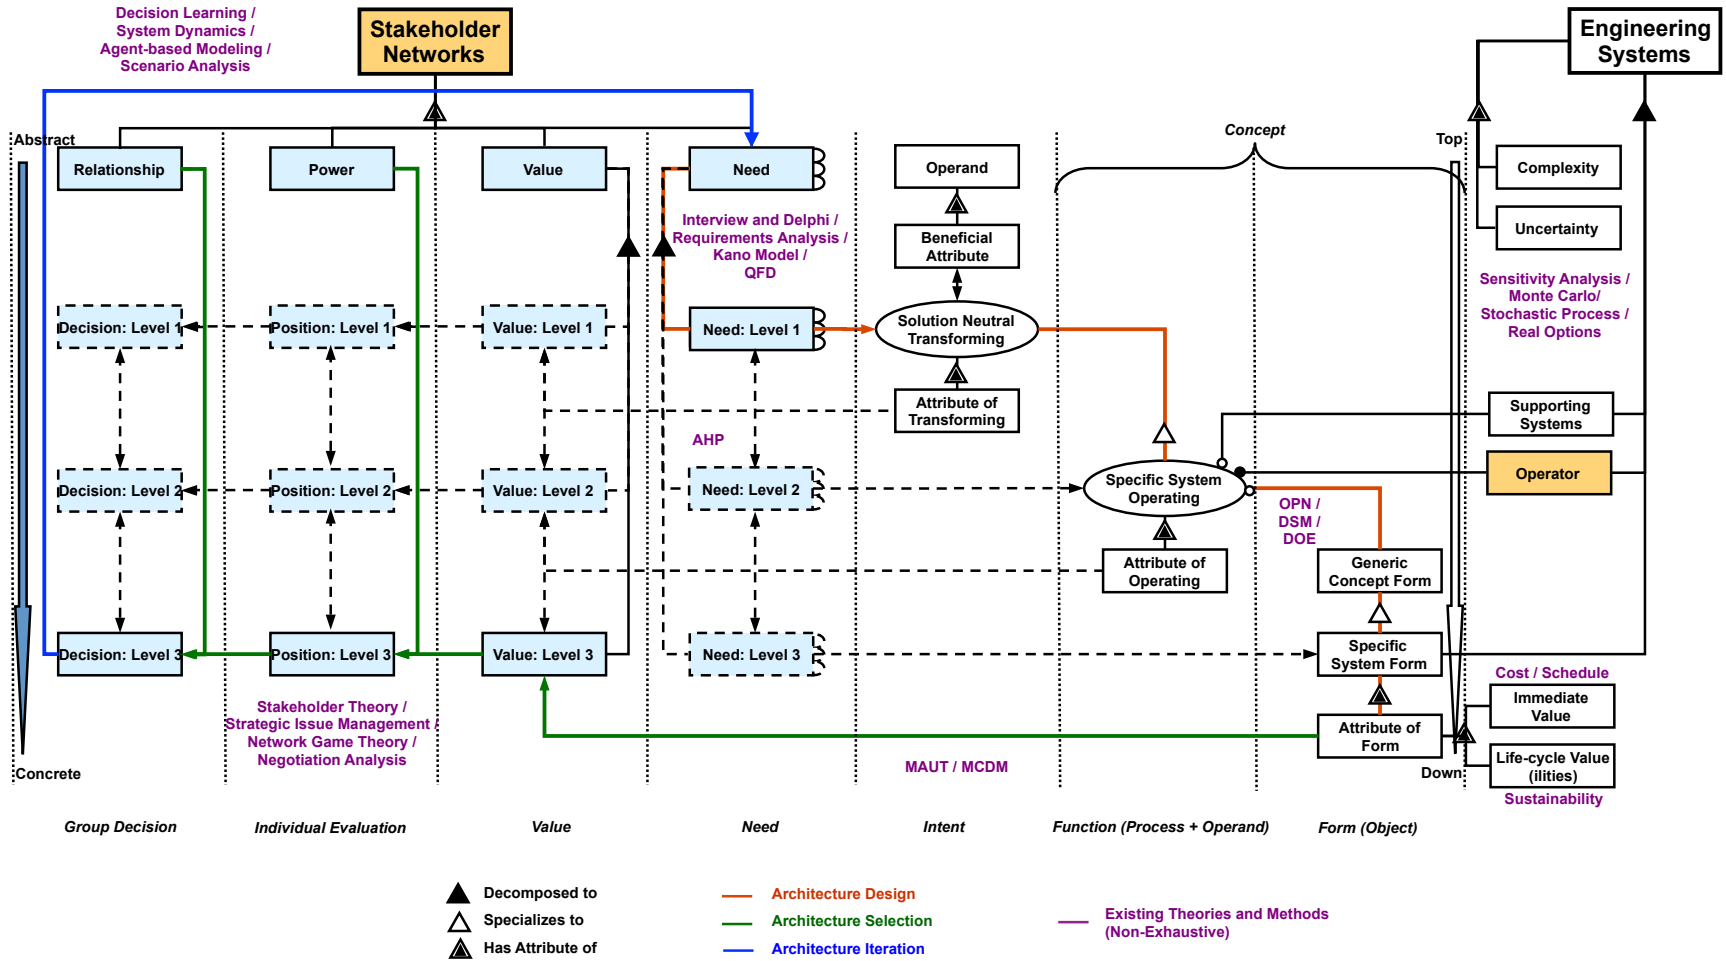 Decision Learning /
System Dynamics /
Agent-based Modeling /
Scenario Analysis
Stakeholder
Networks
Engineering
Systems
Abstract
Concept
Top
Relationship
Power
Value
Need
Operand
Complexity
Interview and Delphi /
Requirements Analysis /
Kano Model /
QFD
Beneficial
Attribute
Uncertainty
Sensitivity Analysis /
Monte Carlo/
Stochastic Process /
Real Options
Decision: Level 1
Position: Level 1
Value: Level 1
Need: Level 1
Solution Neutral
Transforming
Attribute of
Transforming
Supporting
Systems
AHP
Decision: Level 2
Position: Level 2
Value: Level 2
Need: Level 2
Specific System
Operating
Operator
OPN /
DSM /
DOE
Attribute of
Operating
Generic
Concept Form
Decision: Level 3
Position: Level 3
Value: Level 3
Need: Level 3
Specific
System Form
Cost / Schedule
Immediate
Value
Stakeholder Theory /
Strategic Issue Management /
Network Game Theory /
Negotiation Analysis
Attribute of
Form
MAUT / MCDM
Concrete
Down
Life-cycle Value
(ilities)
Sustainability
Group Decision
Individual Evaluation
Value
Need
Intent
Function (Process + Operand)
Form (Object)
Decomposed to
Specializes to
Has Attribute of
Architecture Design
Architecture Selection
Architecture Iteration
Existing Theories and Methods
(Non-Exhaustive)